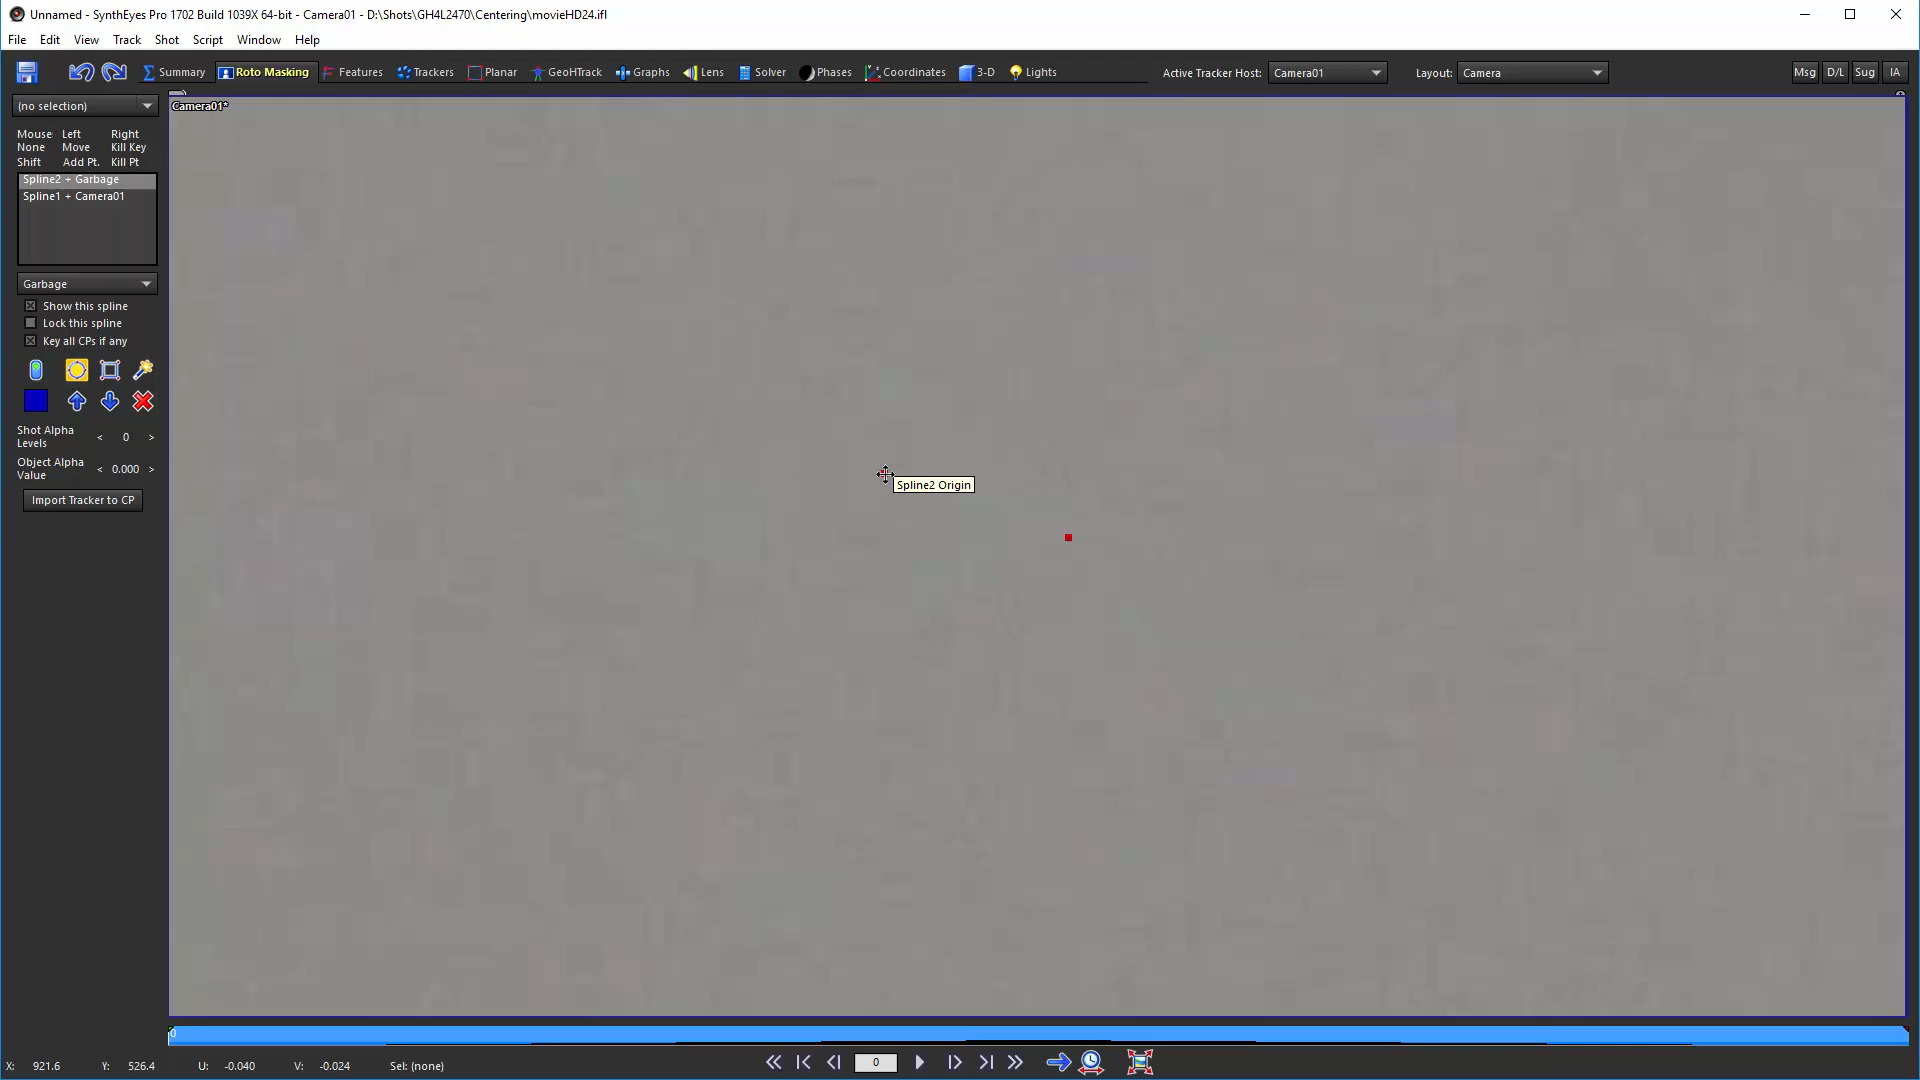 Unnamed - SynthEyes Pro 1702 Build 1039X 64-bit - Camera01 - D:\Shots\GH4L2470\Centering\movieHD24.ifl
File Edit View Track Shot Script Window Help
Summary Roto Masking Features Trackers Planar GeoHTrack Graphs Lens Solver Phases Coordinates 3-D Lights Active Tracker Host: Camera01 Layout: Camera Msg D/L Sug IA
(no selection)
Camera01*
Mouse Left Right
None Move Kill Key
Shift Add Pt. Kill Pt
Spline2 + Garbage
Spline1 + Camera01
Garbage
Show this spline
Lock this spline
Key all CPs if any
Shot Alpha
Levels < 0 >
Object Alpha
Value < 0.000 >
Import Tracker to CP
Spline2 Origin
0
X: 921.6 Y: 526.4 U: -0.040 V: -0.024 Sel: (none) 0